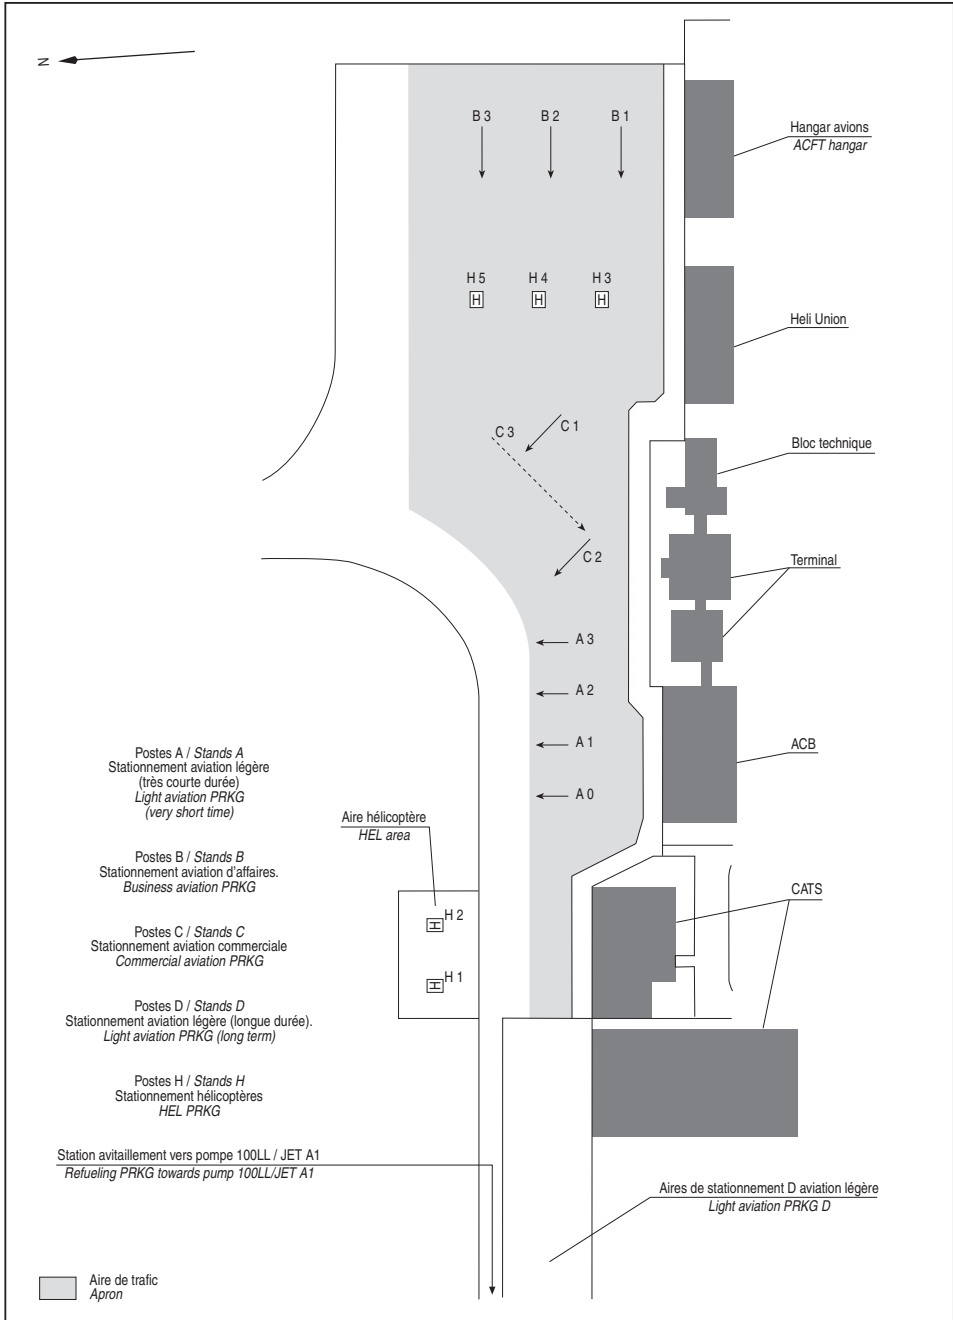 N
B 3
B 2
B 1
Hangar avions
ACFT hangar
H 5
H 4
H 3
H
H
H
Heli Union
C 3
C 1
Bloc technique
C 2
Terminal
A 3
A 2
A 1
A 0
ACB
Postes A / Stands A
Stationnement aviation légère
(très courte durée)
Light aviation PRKG
(very short time)
Aire hélicoptère
HEL area
Postes B / Stands B
Stationnement aviation d'affaires.
Business aviation PRKG
CATS
H 2
H
Postes C / Stands C
Stationnement aviation commerciale
Commercial aviation PRKG
H 1
H
Postes D / Stands D
Stationnement aviation légère (longue durée).
Light aviation PRKG (long term)
Postes H / Stands H
Stationnement hélicoptères
HEL PRKG
Station avitaillement vers pompe 100LL / JET A1
Refueling PRKG towards pump 100LL/JET A1
Aires de stationnement D aviation légère
Light aviation PRKG D
Aire de trafic
Apron